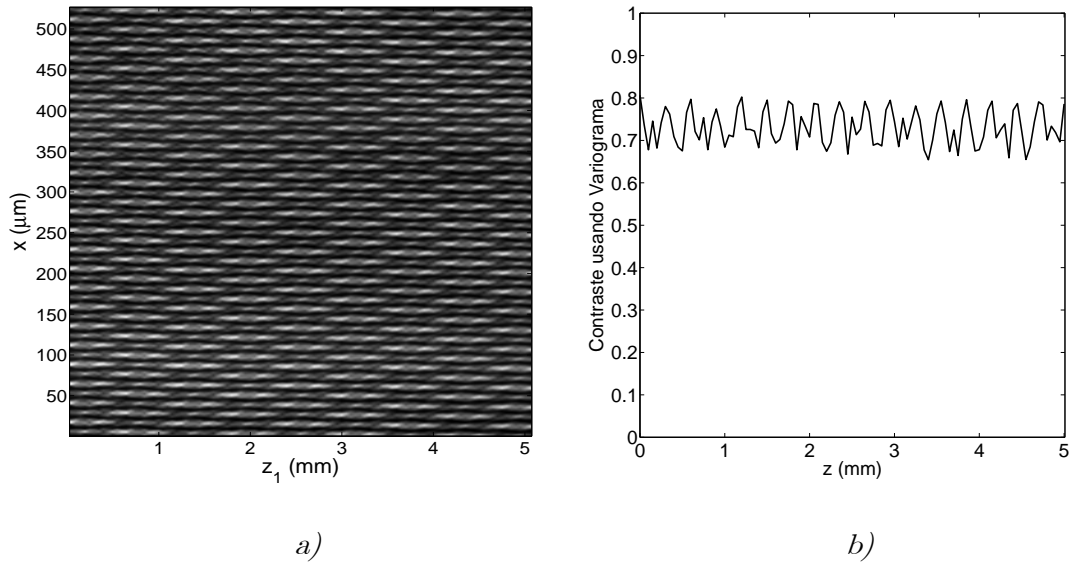 500
450
400
350
300
250
200
150
100
50
x (μm)
1 2 3 4 5
z_1 (mm)
a)
1
0.9
0.8
0.7
0.6
0.5
0.4
0.3
0.2
0.1
0
Contraste usando Variograma
0 1 2 3 4 5
z (mm)
b)